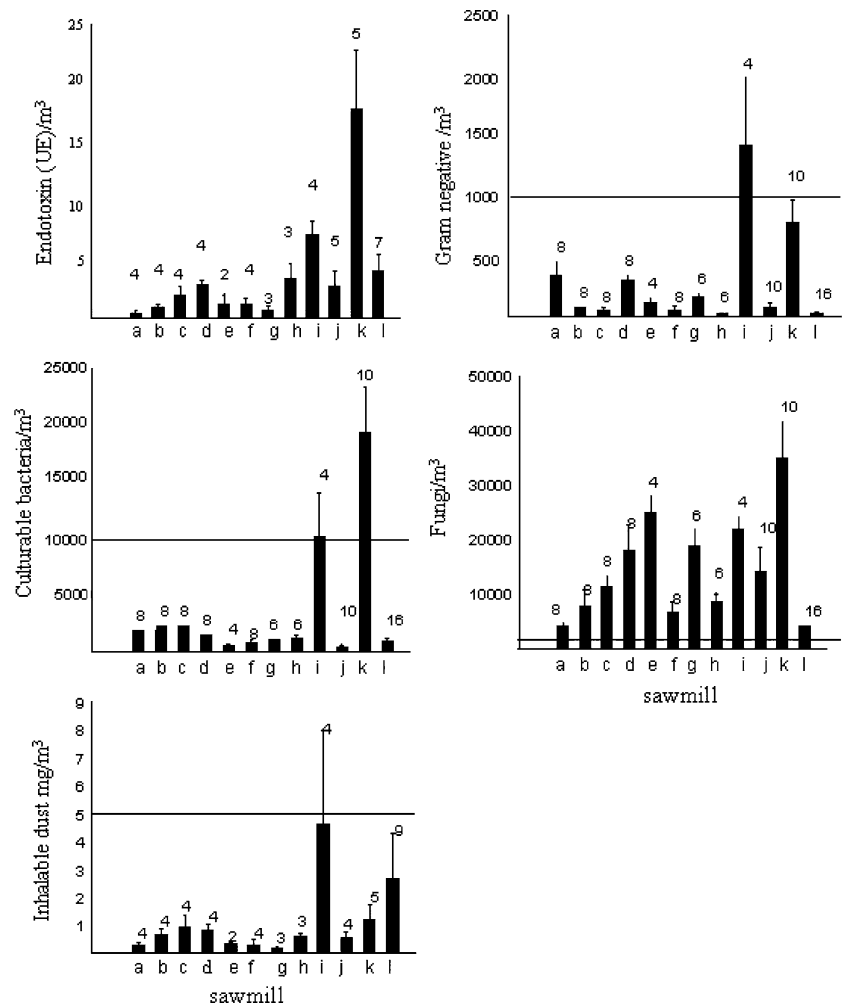 Endotoxin (UE)/m³
25
20
15
10
5
4 4 4 4 2 4 3 3 4 5 5 7
a b c d e f g h i j k l
Gram negative /m³
2500
2000
1500
1000
500
8 8 8 8 4 8 6 6 4 10 10 16
a b c d e f g h i j k l
Culturable bacteria/m³
25000
20000
15000
10000
5000
8 8 8 8 4 8 6 6 4 10 10 16
a b c d e f g h i j k l
Fungi/m³
50000
40000
30000
20000
10000
8 8 8 8 4 8 6 6 4 10 10 16
a b c d e f g h i j k l
sawmill
Inhalable dust mg/m³
9
8
7
6
5
4
3
2
1
4 4 4 4 2 4 3 3 4 4 5 9
a b c d e f g h i j k l
sawmill